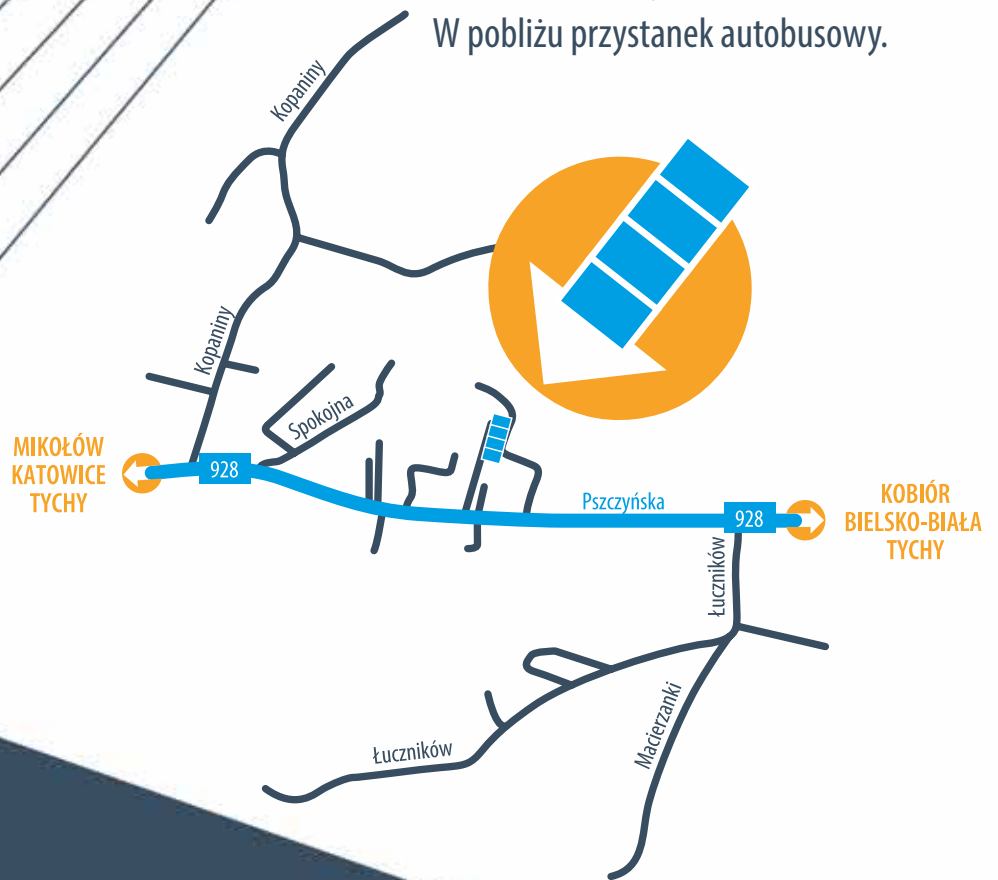 W pobliżu przystanek autobusowy.
Kopaniny
Kopaniny
Spokojna
MIKOŁÓW
KATOWICE
TYCHY
928
Pszczyńska
928
KOBIÓR
BIELSKO-BIAŁA
TYCHY
Łuczników
Macierzanki
Łuczników